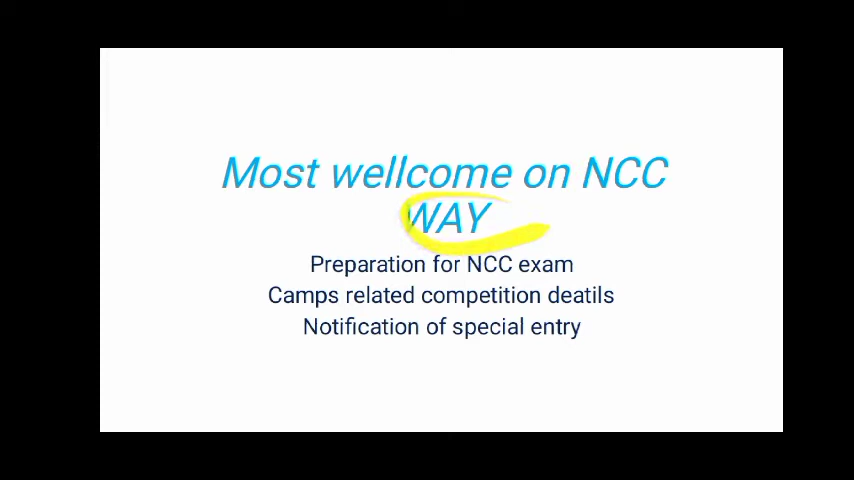 Most wellcome on NCC
WAY
Preparation for NCC exam
Camps related competition deatils
Notification of special entry